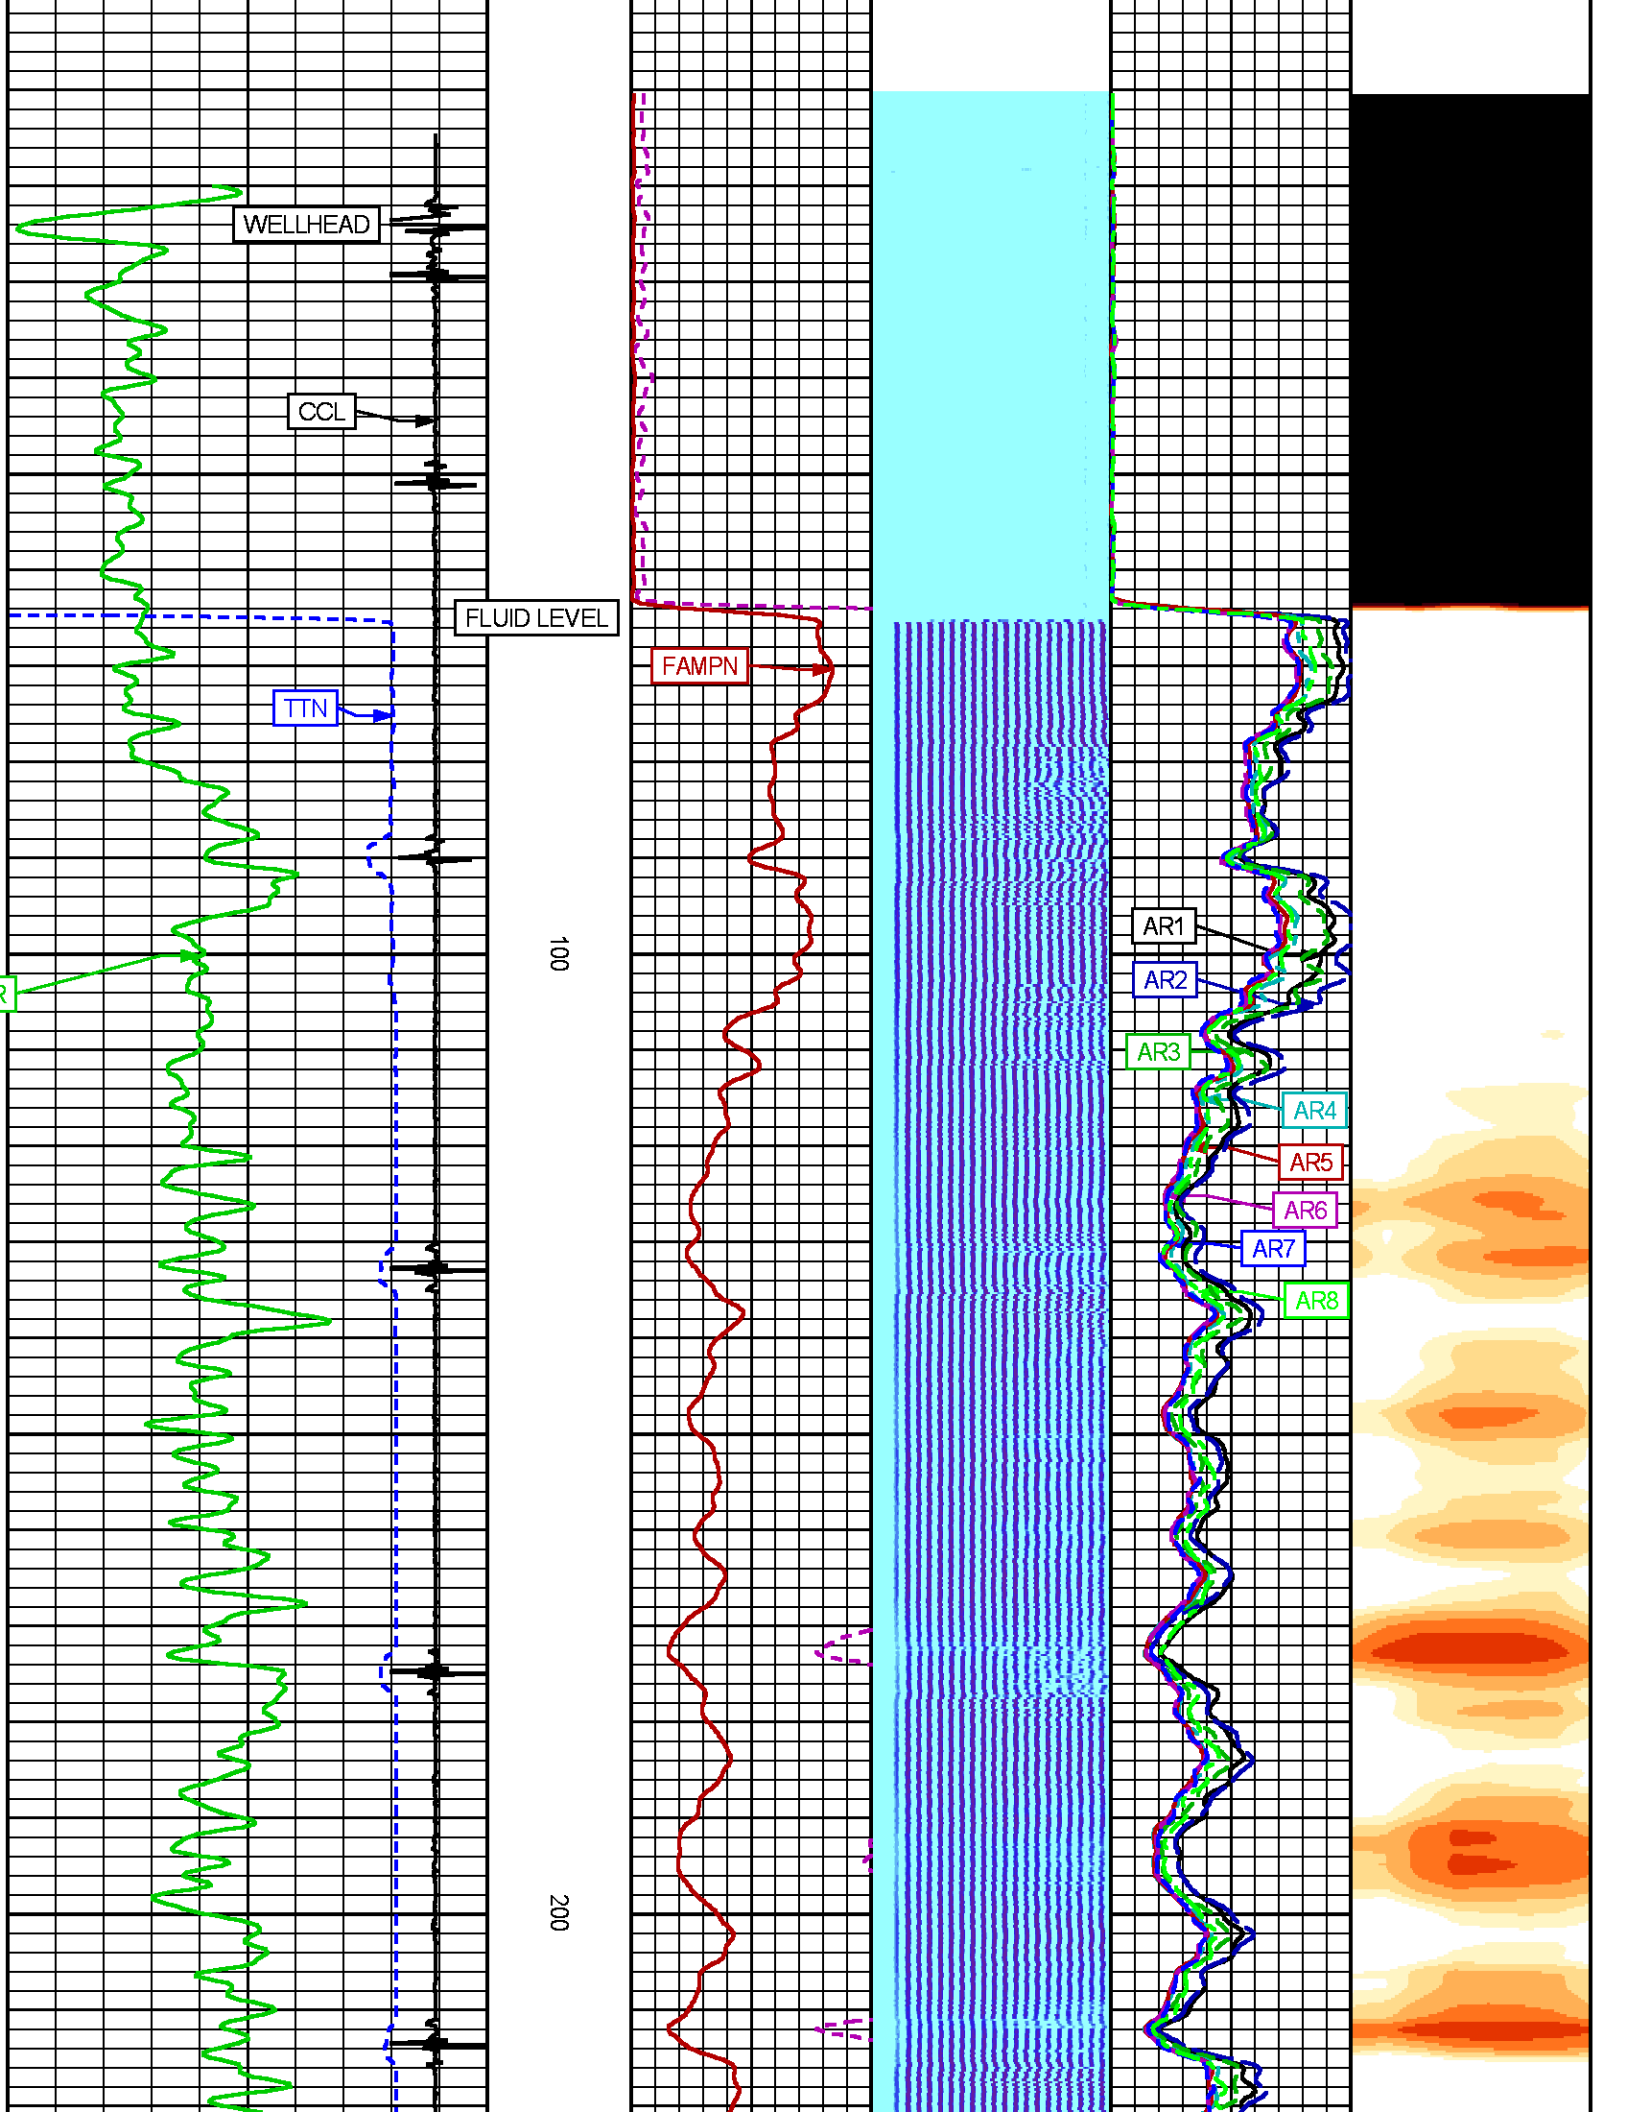 WELLHEAD
CCL
FLUID LEVEL
FAMPN
TTN
AR1
100
AR2
R
AR3
AR4
AR5
AR6
AR7
AR8
200